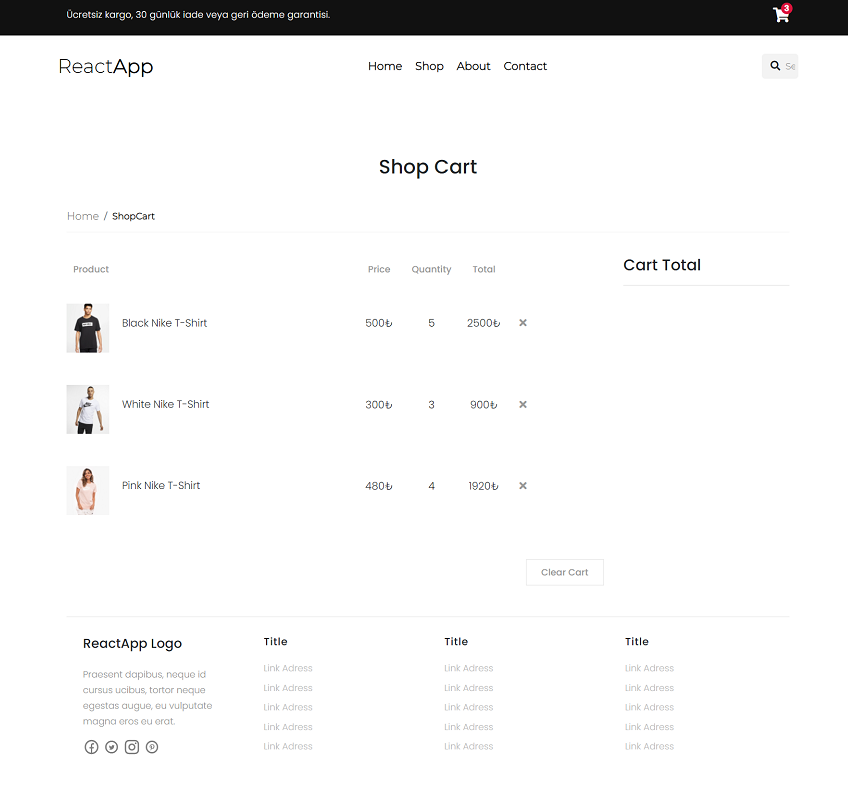 Ücretsiz kargo, 30 günlük iade veya geri ödeme garantisi.
3
ReactApp
Home Shop About Contact
Se
Shop Cart
Home / ShopCart
Product Price Quantity Total
Cart Total
Black Nike T-Shirt 500₺ 5 2500₺ ×
White Nike T-Shirt 300₺ 3 900₺ ×
Pink Nike T-Shirt 480₺ 4 1920₺ ×
Clear Cart
ReactApp Logo
Praesent dapibus, neque id
cursus ucibus, tortor neque
egestas augue, eu vulputate
magna eros eu erat.
Title
Link Adress
Link Adress
Link Adress
Link Adress
Link Adress
Title
Link Adress
Link Adress
Link Adress
Link Adress
Link Adress
Title
Link Adress
Link Adress
Link Adress
Link Adress
Link Adress